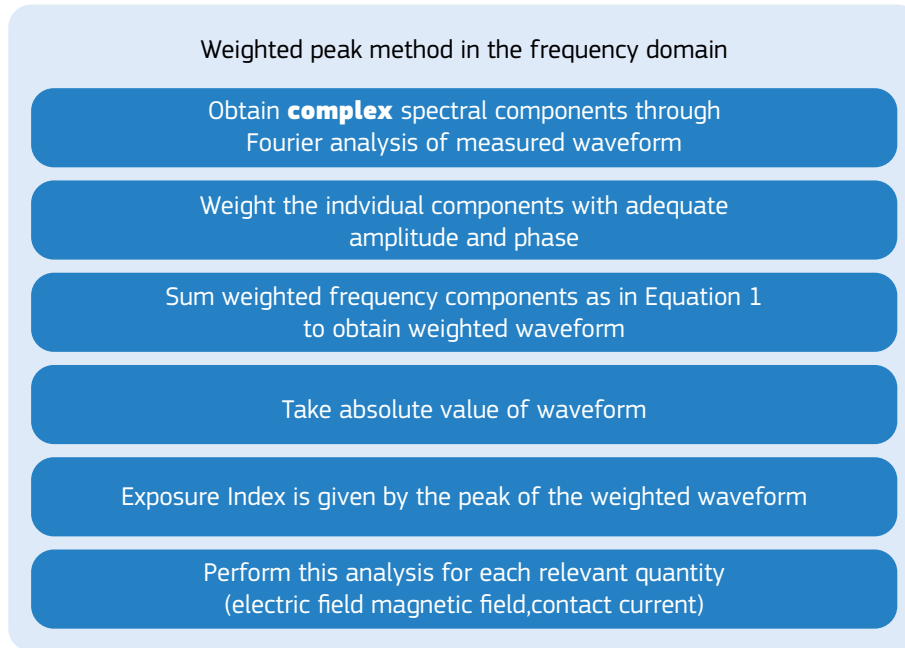 Weighted peak method in the frequency domain
Obtain complex spectral components through
Fourier analysis of measured waveform
Weight the indvidual components with adequate
amplitude and phase
Sum weighted frequency components as in Equation 1
to obtain weighted waveform
Take absolute value of waveform
Exposure Index is given by the peak of the weighted waveform
Perform this analysis for each relevant quantity
(electric field magnetic field,contact current)